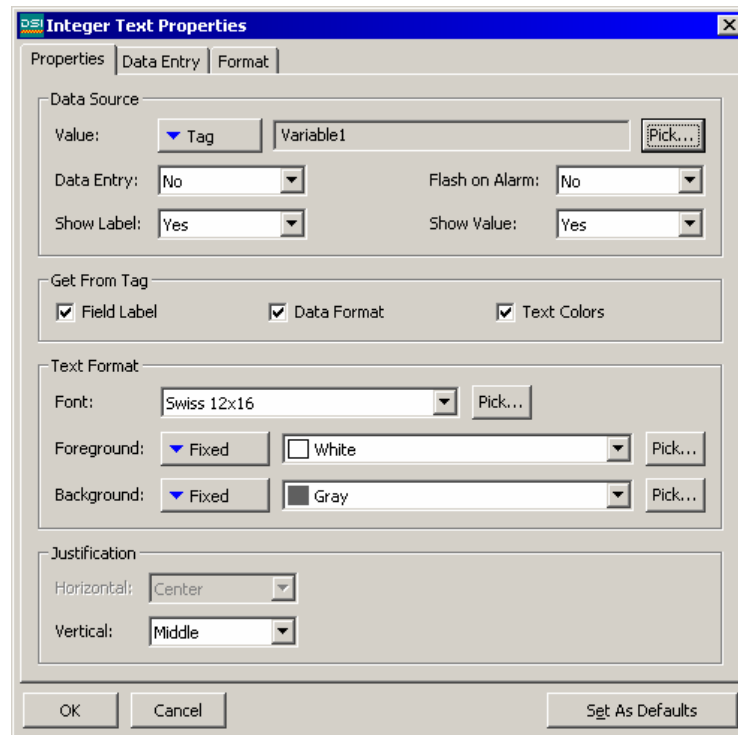 DSI Integer Text Properties
Properties Data Entry Format
Data Source
Value: Tag Variable1 Pick...
Data Entry: No Flash on Alarm: No
Show Label: Yes Show Value: Yes
Get From Tag
Field Label Data Format Text Colors
Text Format
Font: Swiss 12x16 Pick...
Foreground: Fixed White Pick...
Background: Fixed Gray Pick...
Justification
Horizontal: Center
Vertical: Middle
OK Cancel Set As Defaults